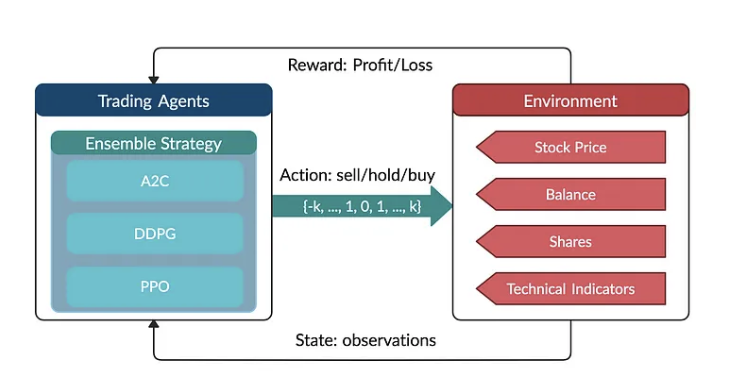 Reward: Profit/Loss
Trading Agents
Environment
Ensemble Strategy
A2C
DDPG
PPO
Action: sell/hold/buy
{-k, ..., 1, 0, 1, ..., k}
Stock Price
Balance
Shares
Technical Indicators
State: observations